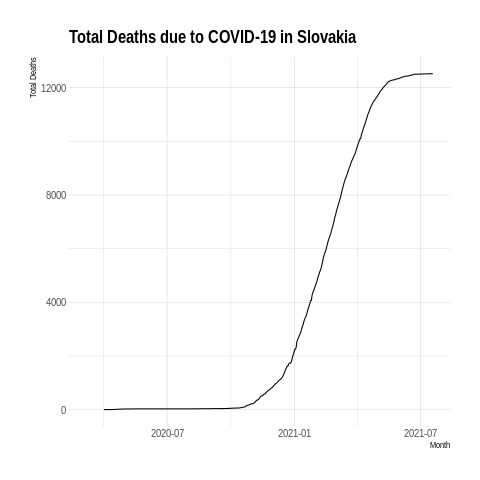 Total Deaths due to COVID-19 in Slovakia
Total Deaths
12000
8000
4000
0
2020-07 2021-01 2021-07
Month